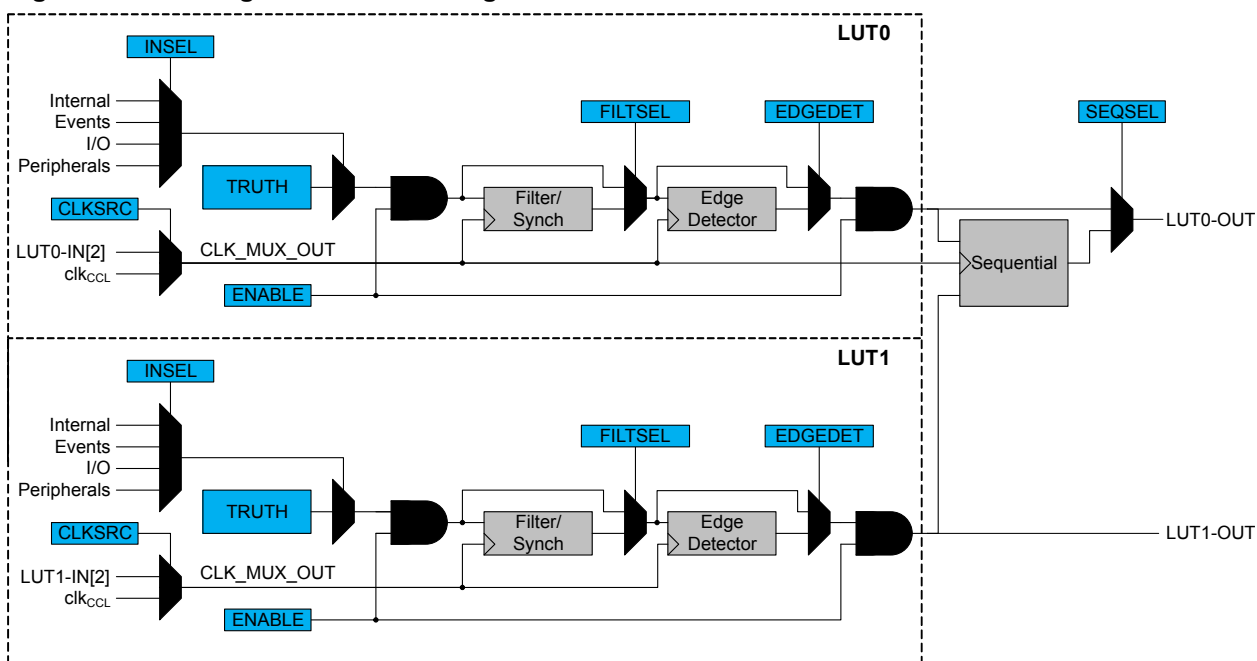 LUT0
INSEL
Internal
Events
I/O
Peripherals
FILTSEL
EDGEDET
SEQSEL
TRUTH
Filter/
Synch
Edge
Detector
CLKSRC
LUT0-IN[2]
clkCCL
CLK_MUX_OUT
ENABLE
Sequential
LUT0-OUT
LUT1
INSEL
Internal
Events
I/O
Peripherals
FILTSEL
EDGEDET
TRUTH
Filter/
Synch
Edge
Detector
CLKSRC
LUT1-IN[2]
clkCCL
CLK_MUX_OUT
ENABLE
LUT1-OUT